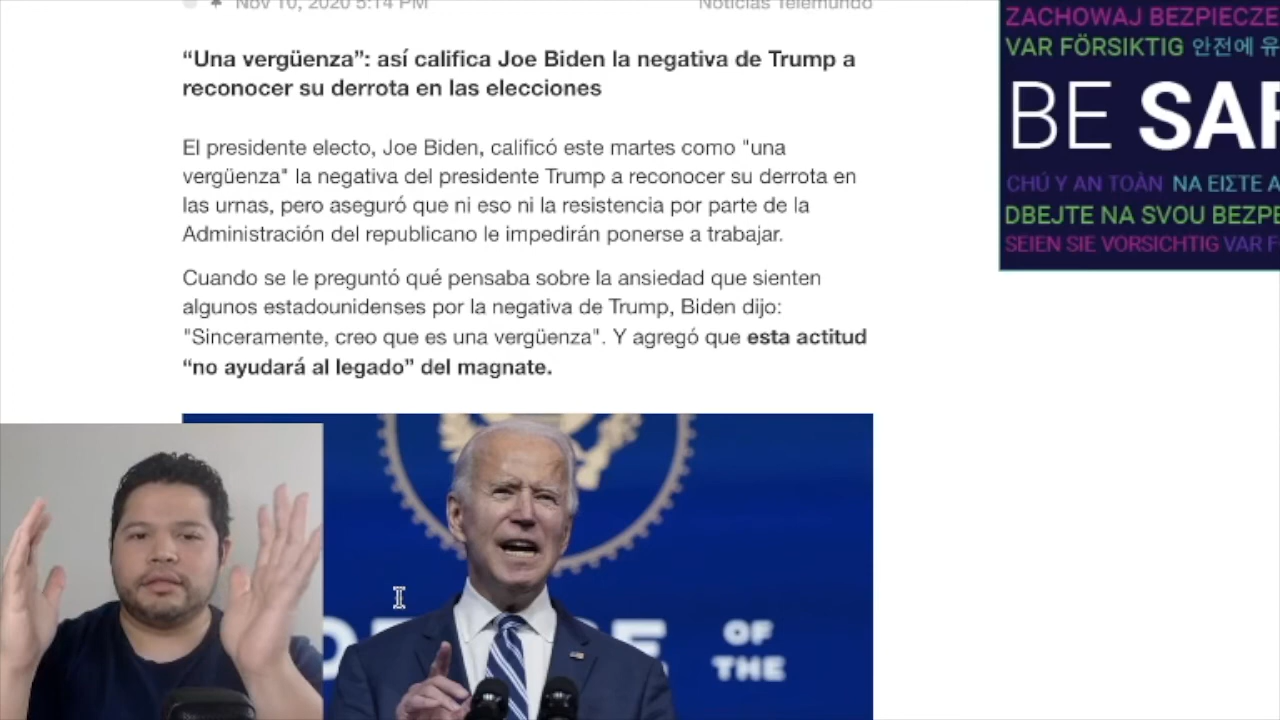 Nov 10, 2020 5:14 PM
Noticias Telemundo
“Una vergüenza”: así califica Joe Biden la negativa de Trump a
reconocer su derrota en las elecciones
El presidente electo, Joe Biden, calificó este martes como "una
vergüenza" la negativa del presidente Trump a reconocer su derrota en
las urnas, pero aseguró que ni eso ni la resistencia por parte de la
Administración del republicano le impedirán ponerse a trabajar.
Cuando se le preguntó qué pensaba sobre la ansiedad que sienten
algunos estadounidenses por la negativa de Trump, Biden dijo:
"Sinceramente, creo que es una vergüenza". Y agregó que esta actitud
“no ayudará al legado” del magnate.
OF
THE
ZACHOWAJ BEZPIECZE
VAR FÖRSIKTIG 안전에 유
BE SAF
CHÚ Ý AN TOÀN NA ΕΙΣΤΕ Α
DBEJTE NA SVOU BEZPE
SEIEN SIE VORSICHTIG VAR F